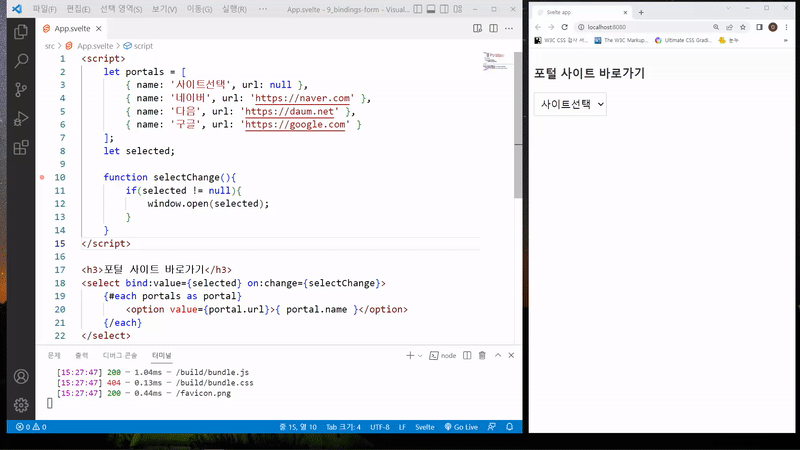 파일(F) 편집(E) 선택 영역(S) 보기(V) 이동(G) 실행(R) ··· App.svelte - 9_bindings-form - Visual...
App.svelte ×
src > App.svelte > script
1 <script>
2 let portals = [
3 { name: '사이트선택', url: null },
4 { name: '네이버', url: 'https://naver.com' },
5 { name: '다음', url: 'https://daum.net' },
6 { name: '구글', url: 'https://google.com' }
7 ];
8 let selected;
9
10 function selectChange(){
11 if(selected != null){
12 window.open(selected);
13 }
14 }
15 </script>
16
17 <h3>포털 사이트 바로가기</h3>
18 <select bind:value={selected} on:change={selectChange}>
19 {#each portals as portal}
20 <option value={portal.url}>{ portal.name }</option>
21 {/each}
22 </select>
문제 출력 디버그 콘솔 터미널 node
[15:27:47] 200 — 1.04ms — /build/bundle.js
[15:27:47] 404 — 0.13ms — /build/bundle.css
[15:27:47] 200 — 0.44ms — /favicon.png
0 0 줄 15, 열 10 Tab 크기: 4 UTF-8 LF Svelte Go Live
Svelte app
localhost:8080
W3C CSS 검사 서... The W3C Markup... Ultimate CSS Gradi... 눈누
포털 사이트 바로가기
사이트선택